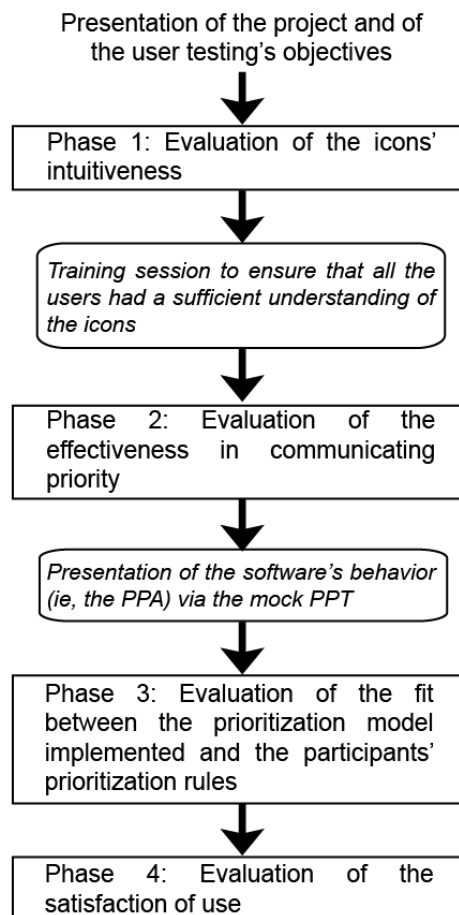 Presentation of the project and of
the user testing's objectives
Phase 1: Evaluation of the icons'
intuitiveness
Training session to ensure that all the
users had a sufficient understanding of
the icons
Phase 2: Evaluation of the
effectiveness in communicating
priority
Presentation of the software's behavior
(ie, the PPA) via the mock PPT
Phase 3: Evaluation of the fit
between the prioritization model
implemented and the participants'
prioritization rules
Phase 4: Evaluation of the
satisfaction of use